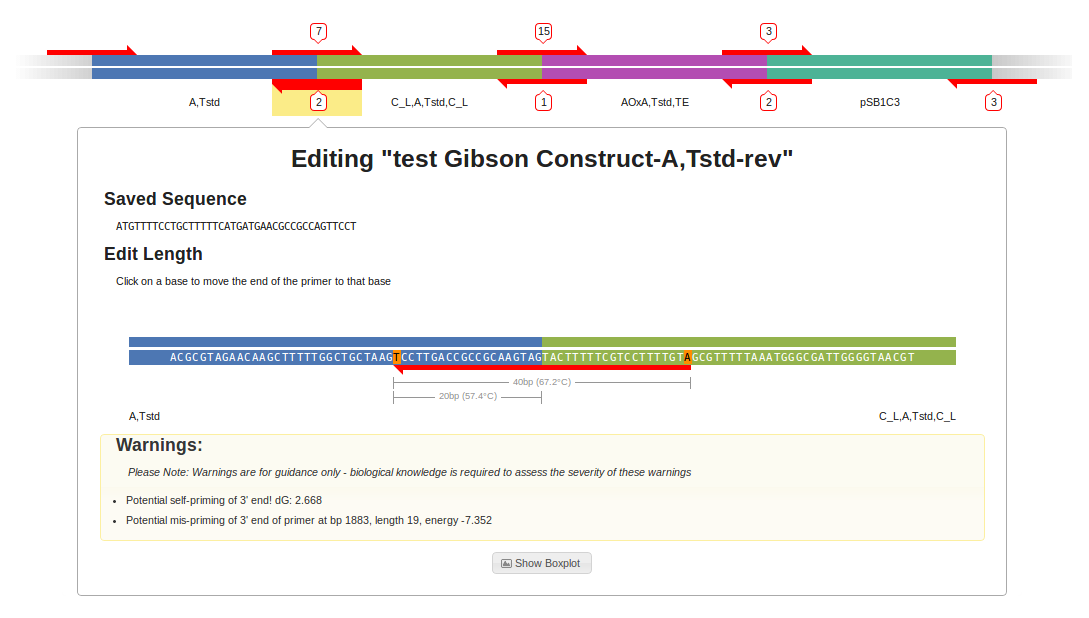 7 15 3
A,Tstd 2 C_L,A,Tstd,C_L 1 AOxA,Tstd,TE 2 pSB1C3 3
Editing "test Gibson Construct-A,Tstd-rev"
Saved Sequence
ATGTTTTCCTGCTTTTTCATGATGAACGCCGCCAGTTCCT
Edit Length
Click on a base to move the end of the primer to that base
ACGCGTAGAACAAGCTTTTTGGCTGCTAAGTCCTTGACCGCCGCAAGTAGTACTTTTTCGTCCTTTTGTAGCGTTTTTAAATGGGCGATTGGGGTAACGT
40bp (67.2°C)
20bp (57.4°C)
A,Tstd C_L,A,Tstd,C_L
Warnings:
Please Note: Warnings are for guidance only - biological knowledge is required to assess the severity of these warnings
• Potential self-priming of 3' end! dG: 2.668
• Potential mis-priming of 3' end of primer at bp 1883, length 19, energy -7.352
Show Boxplot